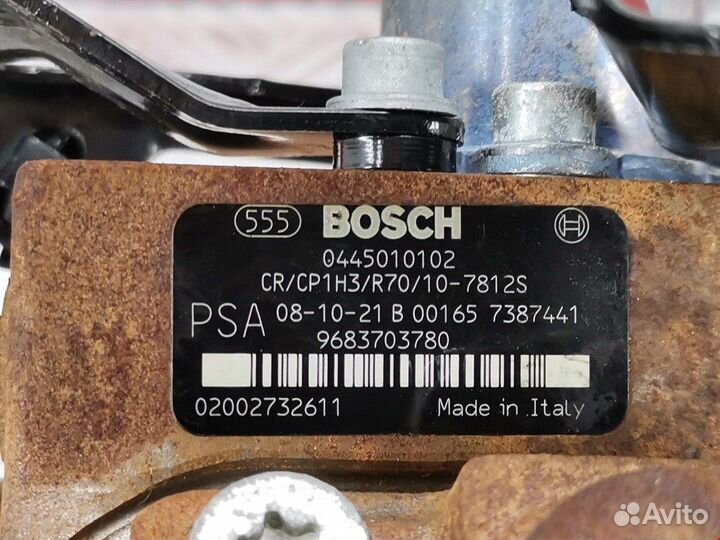 555 BOSCH
0445010102
CR/CP1H3/R70/10-7812S
PSA 08-10-21 B 00165 7387441
9683703780
02002732611 Made in Italy
Avito